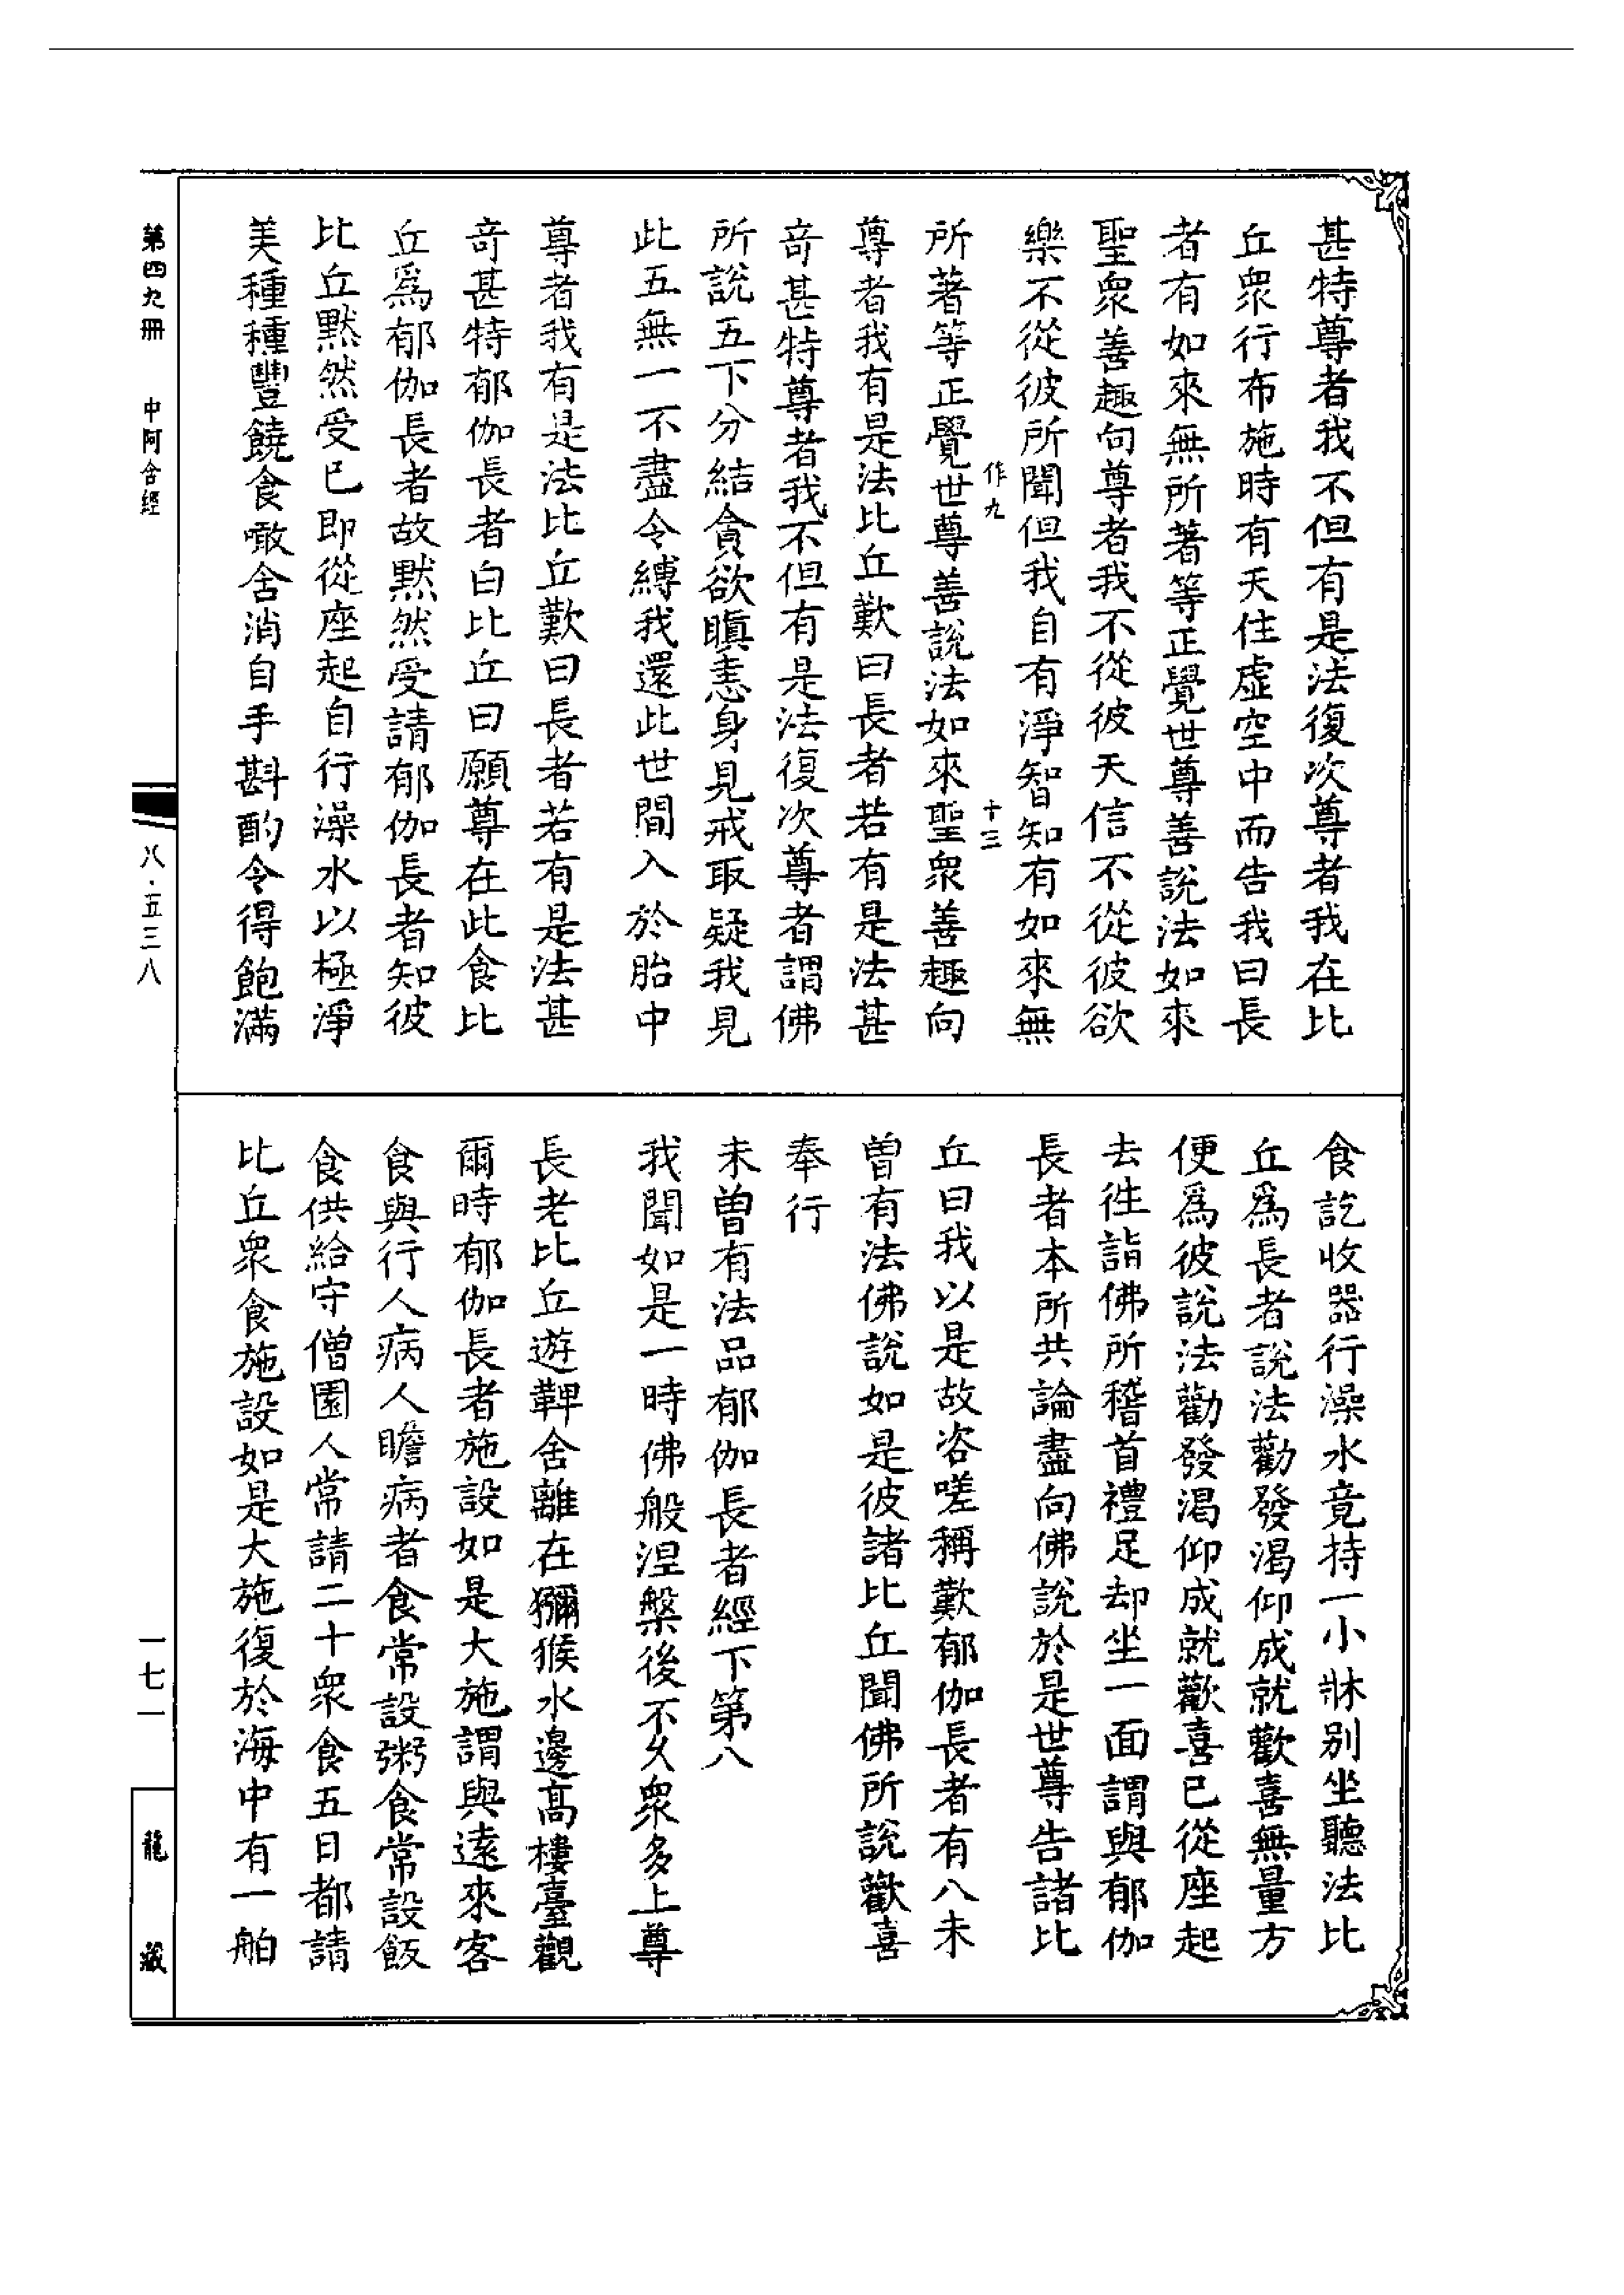 甚特尊者我不但有是法復次尊者我在比
丘眾行布施時有天住虛空中而告我曰長
者有如來無所著等正覺世尊善說法如來
聖眾善趣向尊者我不從彼天信不從彼欲
樂不從彼所聞但我自有淨智知有如來無
作九 十三
所著等正覺世尊善說法如來聖眾善趣向
尊者我有是法比丘歎曰長者若有是法甚
奇甚特尊者我不但有是法復次尊者謂佛
所說五下分結貪欲瞋恚身見戒取疑我見
此五無一不盡令縛我還此世間入於胎中
尊者我有是法比丘歎曰長者若有是法甚
奇甚特郁伽長者白比丘曰願尊在此食比
丘為郁伽長者故默然受請郁伽長者知彼
比丘默然受已即從座起自行澡水以極淨
美種種豐饒食噉含消自手斟酌令得飽滿
食訖收器行澡水竟持一小牀別坐聽法比
丘為長者說法勸發渴仰成就歡喜無量方
便為彼說法勸發渴仰成就歡喜已從座起
去往詣佛所稽首禮足却坐一面謂與郁伽
長者本所共論盡向佛說於是世尊告諸比
丘曰我以是故咨嗟稱歎郁伽長者有八未
曾有法佛說如是彼諸比丘聞佛所說歡喜
奉行
未曾有法品郁伽長者經下第八
我聞如是一時佛般涅槃後不久眾多上尊
長老比丘遊鞞舍離在獼猴水邊高樓臺觀
爾時郁伽長者施設如是大施謂與遠來客
食與行人病人瞻病者食常設粥食常設飯
食供給守僧園人常請二十眾食五日都請
比丘眾食施設如是大施復於海中有一舶
第四九冊 中阿含經
八·五三八
一七一
龍藏